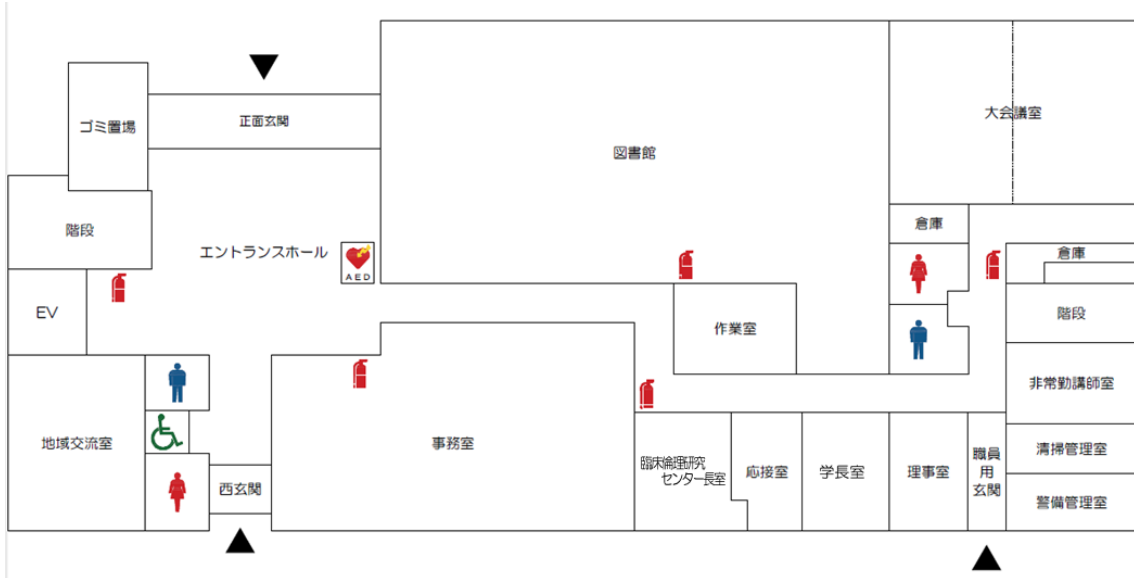 ゴミ置場
正面玄関
図書館
大会議室
階段
エントランスホール
AED
倉庫
倉庫
EV
作業室
階段
非常勤講師室
地域交流室
事務室
臨床倫理研究
センター長室
応接室
学長室
理事室
職員
用
玄関
清掃管理室
西玄関
警備管理室